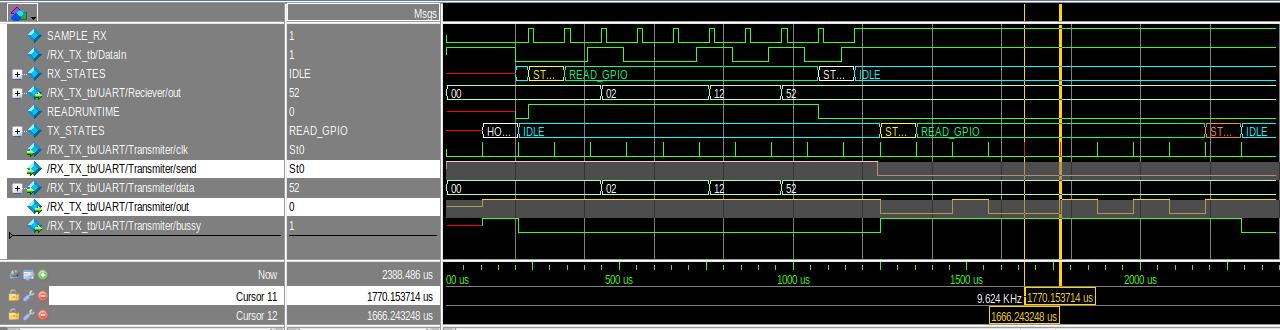 Msgs
SAMPLE_RX 1
/RX_TX_tb/DataIn 1
RX_STATES IDLE ST... READ_GPIO ST... IDLE
/RX_TX_tb/UART/Reciever/out 52 00 02 12 52
READRUNTIME 0
TX_STATES READ_GPIO HO... IDLE ST... READ_GPIO ST... IDLE
/RX_TX_tb/UART/Transmiter/clk St0
/RX_TX_tb/UART/Transmiter/send St0
/RX_TX_tb/UART/Transmiter/data 52 00 02 12 52
/RX_TX_tb/UART/Transmiter/out 0
/RX_TX_tb/UART/Transmiter/bussy 1
Now 2388.486 us 00 us 500 us 1000 us 1500 us 2000 us
Cursor 11 1770.153714 us 9.624 KHz 1770.153714 us
Cursor 12 1666.243248 us 1666.243248 us